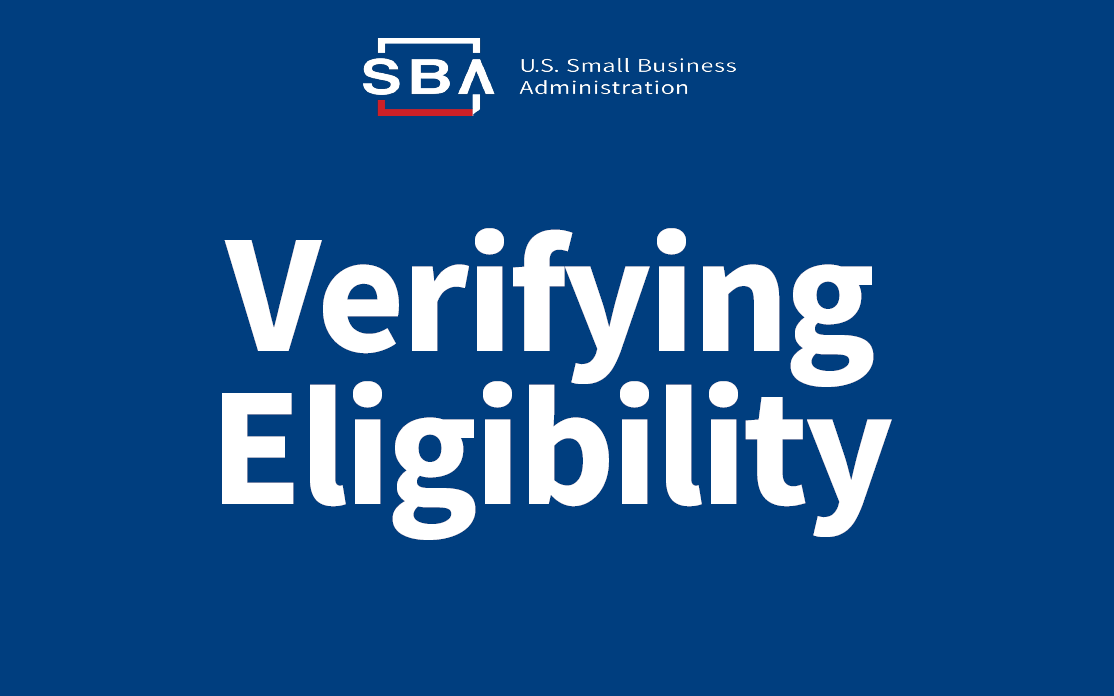 SBA
U.S. Small Business
Administration
Verifying
Eligibility